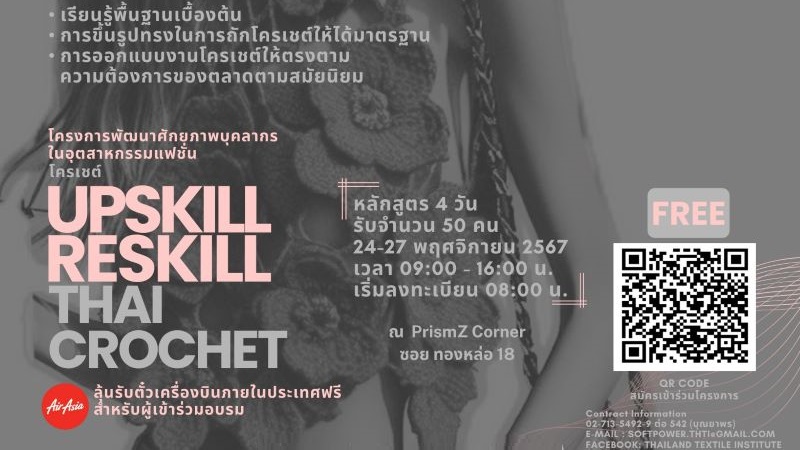 • เรียนรู้พื้นฐานเบื้องต้น
• การขึ้นรูปทรงในการถักโครเชต์ให้ได้มาตรฐาน
• การออกแบบงานโครเชต์ให้ตรงตาม
ความต้องการของตลาดตามสมัยนิยม
โครงการพัฒนาศักยภาพบุคลากร
ในอุตสาหกรรมแฟชั่น
โครเชต์
UPSKILL
RESKILL
THAI
CROCHET
AirAsia
ลุ้นรับตั๋วเครื่องบินภายในประเทศฟรี
สำหรับผู้เข้าร่วมอบรม
หลักสูตร 4 วัน
รับจำนวน 50 คน
24-27 พฤศจิกายน 2567
เวลา 09:00 - 16:00 น.
เริ่มลงทะเบียน 08:00 น.
ณ PrismZ Corner
ซอย ทองหล่อ 18
FREE
QR CODE
สมัครเข้าร่วมโครงการ
Contract Information
02-713-5492-9 ต่อ 542 (บุณยาพร)
E-MAIL : SOFTPOWER.THTI@GMAIL.COM
FACEBOOK: THAILAND TEXTILE INSTITUTE